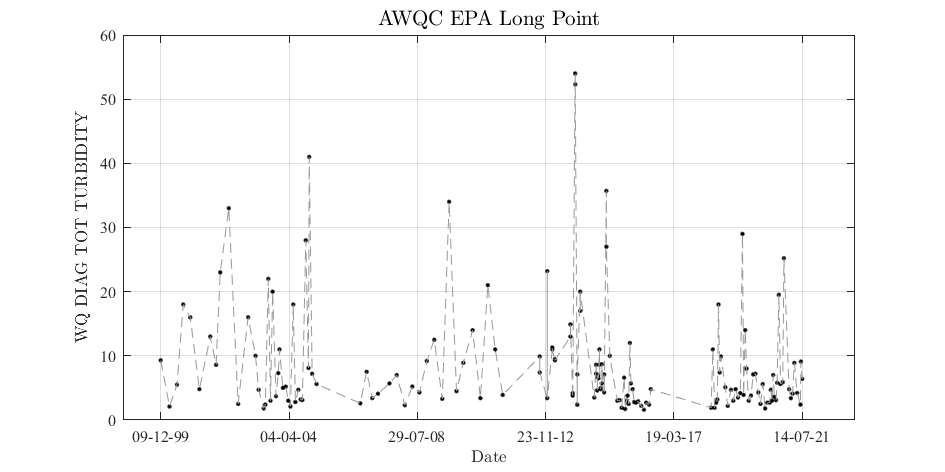 AWQC EPA Long Point
WQ DIAG TOT TURBIDITY
60
50
40
30
20
10
0
09-12-99 04-04-04 29-07-08 23-11-12 19-03-17 14-07-21
Date